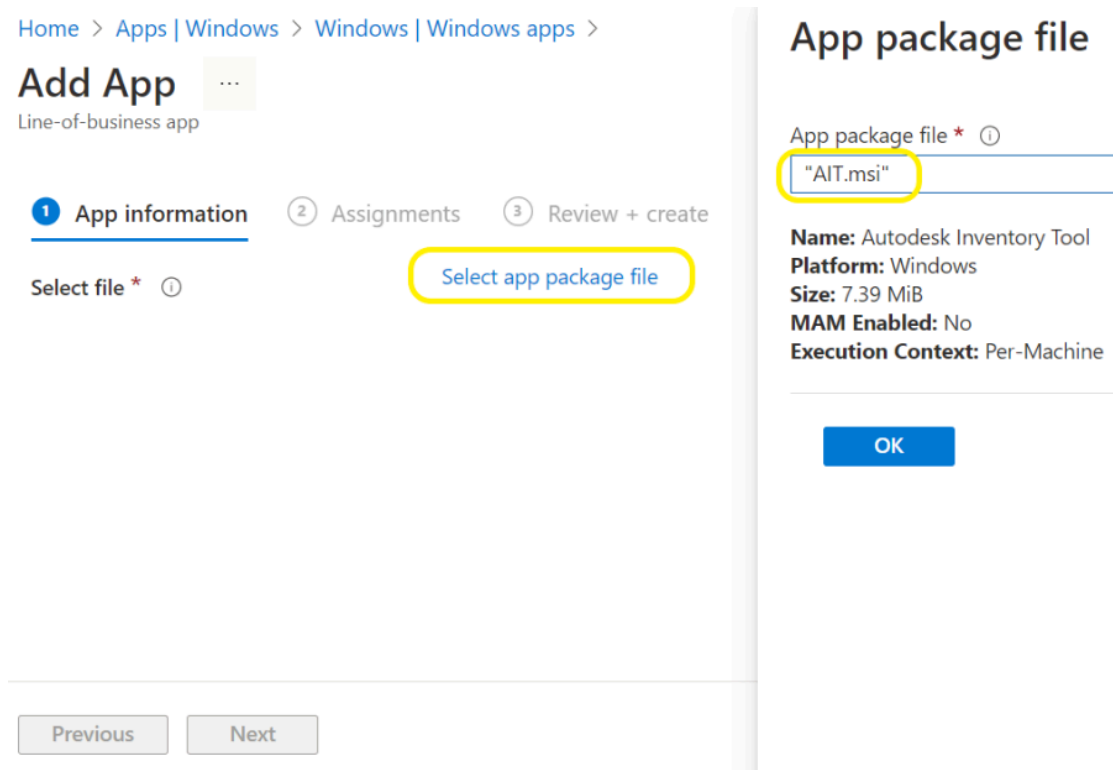 Home > Apps | Windows > Windows | Windows apps >
Add App ...
Line-of-business app
1 App information 2 Assignments 3 Review + create
Select file * Select app package file
Previous Next
App package file
App package file *
"AIT.msi"
Name: Autodesk Inventory Tool
Platform: Windows
Size: 7.39 MiB
MAM Enabled: No
Execution Context: Per-Machine
OK